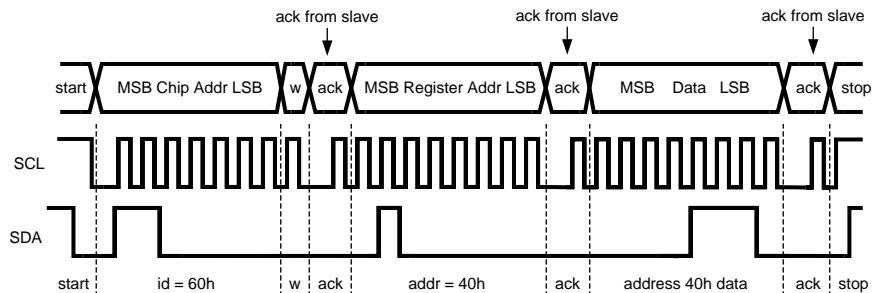 ack from slave ack from slave ack from slave
start MSB Chip Addr LSB w ack MSB Register Addr LSB ack MSB Data LSB ack stop
SCL
SDA
start id = 60h w ack addr = 40h ack address 40h data ack stop